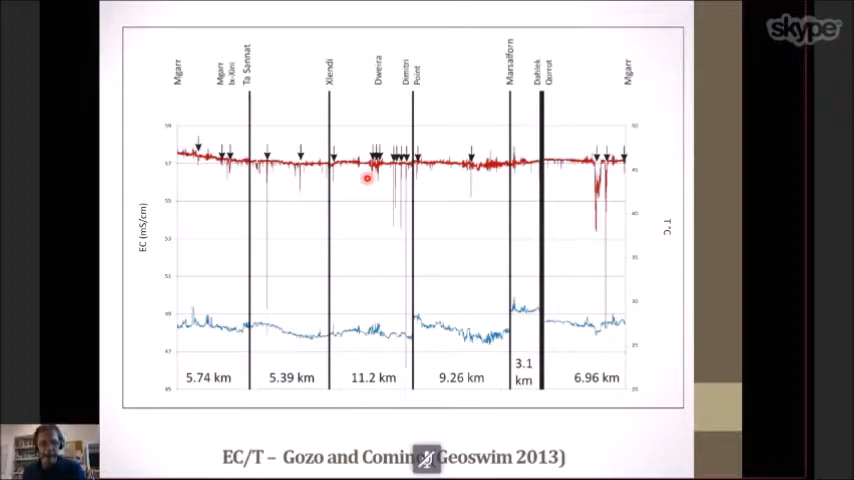 skype
Mgarr
Mgarr
Ix-Xini
Ta Sannat
Xlendi
Dweira
Dimitri
Point
Marsalforn
Dahlek
Qorrot
Mgarr
59
57
55
53
51
49
47
45
EC (mS/cm)
50
45
40
35
30
25
20
T °C
5.74 km
5.39 km
11.2 km
9.26 km
3.1
km
6.96 km
EC/T – Gozo and Comino (Geoswim 2013)